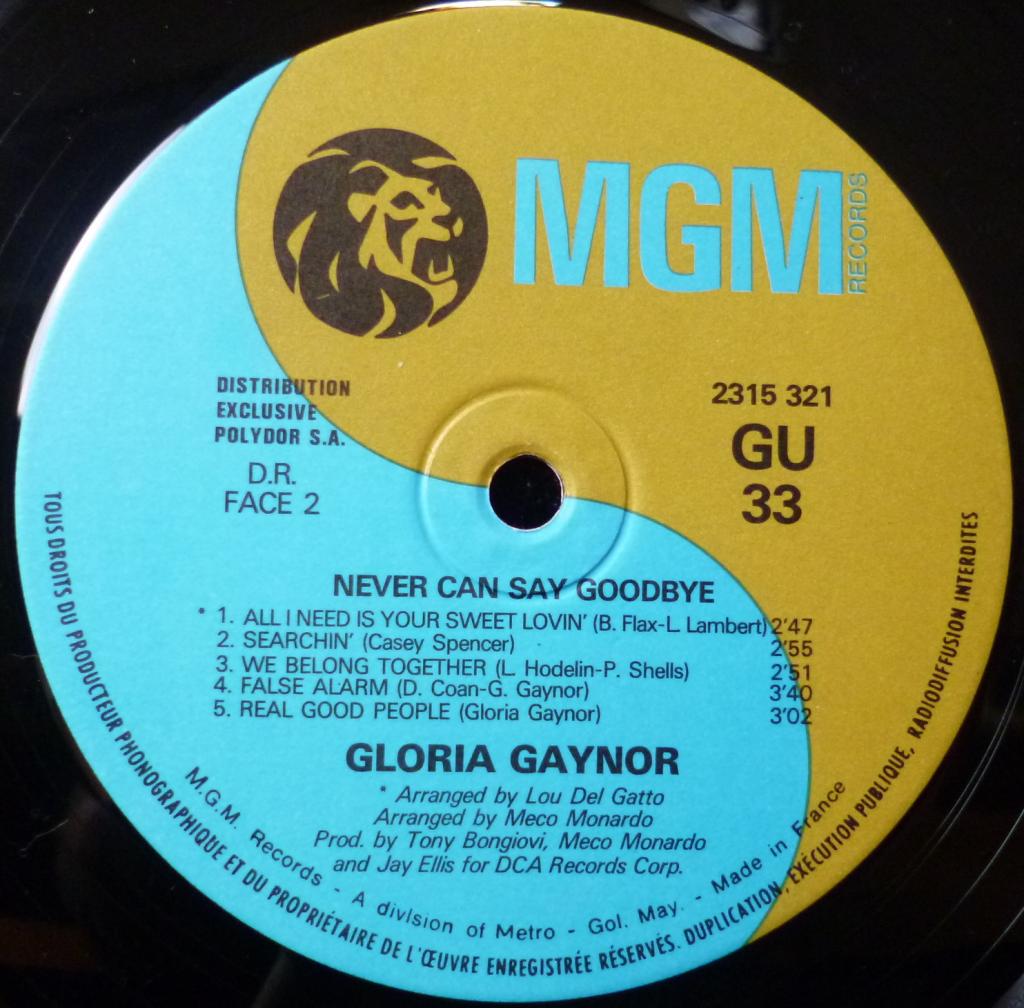 MGM
RECORDS
DISTRIBUTION
EXCLUSIVE
POLYDOR S.A.
D.R.
FACE 2
2315 321
GU
33
NEVER CAN SAY GOODBYE
* 1. ALL I NEED IS YOUR SWEET LOVIN' (B. Flax-L. Lambert) 2'47
2. SEARCHIN' (Casey Spencer) 2'55
3. WE BELONG TOGETHER (L. Hodelin-P. Shells) 2'51
4. FALSE ALARM (D. Coan-G. Gaynor) 3'40
5. REAL GOOD PEOPLE (Gloria Gaynor) 3'02
GLORIA GAYNOR
* Arranged by Lou Del Gatto
Arranged by Meco Monardo
Prod. by Tony Bongiovi, Meco Monardo
and Jay Ellis for DCA Records Corp.
M.G.M. Records - A division of Metro - Gol. May. - Made in France
TOUS DROITS DU PRODUCTEUR PHONOGRAPHIQUE ET DU PROPRIÉTAIRE DE L'ŒUVRE ENREGISTRÉE RÉSERVÉS. DUPLICATION, EXÉCUTION PUBLIQUE, RADIODIFFUSION INTERDITES